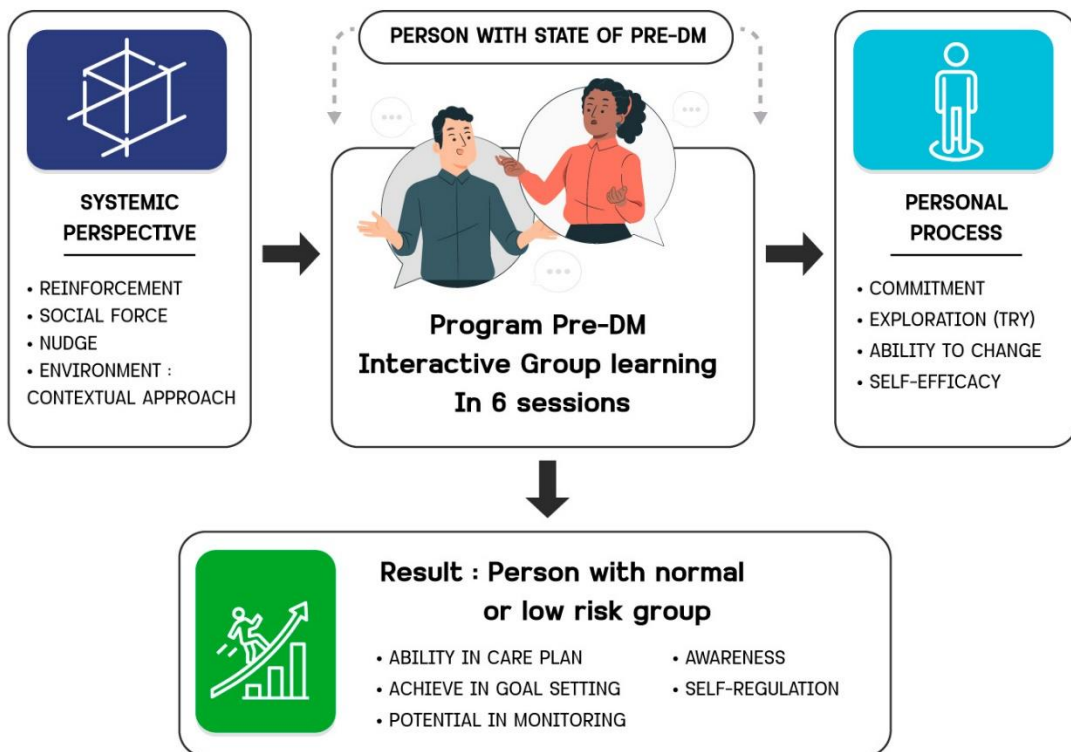 PERSON WITH STATE OF PRE-DM
SYSTEMIC
PERSPECTIVE
• REINFORCEMENT
• SOCIAL FORCE
• NUDGE
• ENVIRONMENT :
CONTEXTUAL APPROACH
Program Pre-DM
Interactive Group learning
In 6 sessions
PERSONAL
PROCESS
• COMMITMENT
• EXPLORATION (TRY)
• ABILITY TO CHANGE
• SELF-EFFICACY
Result : Person with normal
or low risk group
• ABILITY IN CARE PLAN
• ACHIEVE IN GOAL SETTING
• POTENTIAL IN MONITORING
• AWARENESS
• SELF-REGULATION